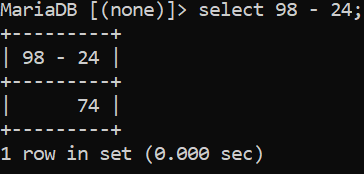 MariaDB [(none)]> select 98 - 24;
+---------+
| 98 - 24 |
+---------+
|      74 |
+---------+
1 row in set (0.000 sec)